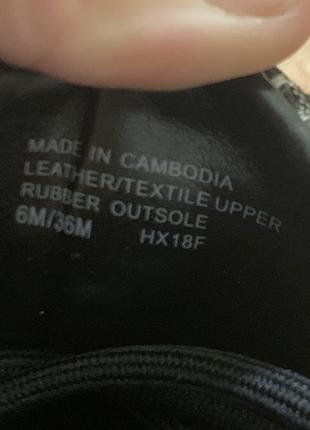 MADE IN CAMBODIA
LEATHER/TEXTILE UPPER
RUBBER OUTSOLE
6M/36M HX18F